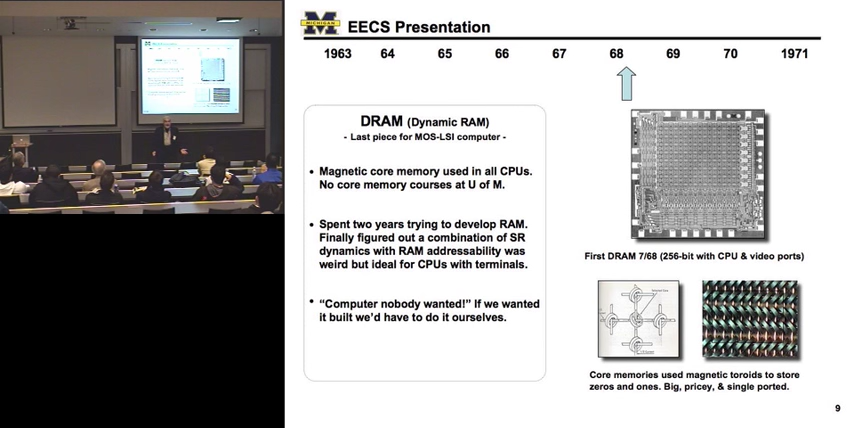 MICHIGAN
EECS Presentation
1963 64 65 66 67 68 69 70 1971
DRAM (Dynamic RAM)
- Last piece for MOS-LSI computer -
• Magnetic core memory used in all CPUs.
No core memory courses at U of M.
• Spent two years trying to develop RAM.
Finally figured out a combination of SR
dynamics with RAM addressability was
weird but ideal for CPUs with terminals.
• “Computer nobody wanted!” If we wanted
it built we’d have to do it ourselves.
First DRAM 7/68 (256-bit with CPU & video ports)
Core memories used magnetic toroids to store
zeros and ones. Big, pricey, & single ported.
9